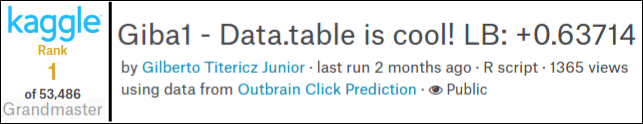 kaggle
Rank
1
of 53,486
Grandmaster
Giba1 - Data.table is cool! LB: +0.63714
by Gilberto Titericz Junior · last run 2 months ago · R script · 1365 views
using data from Outbrain Click Prediction · Public